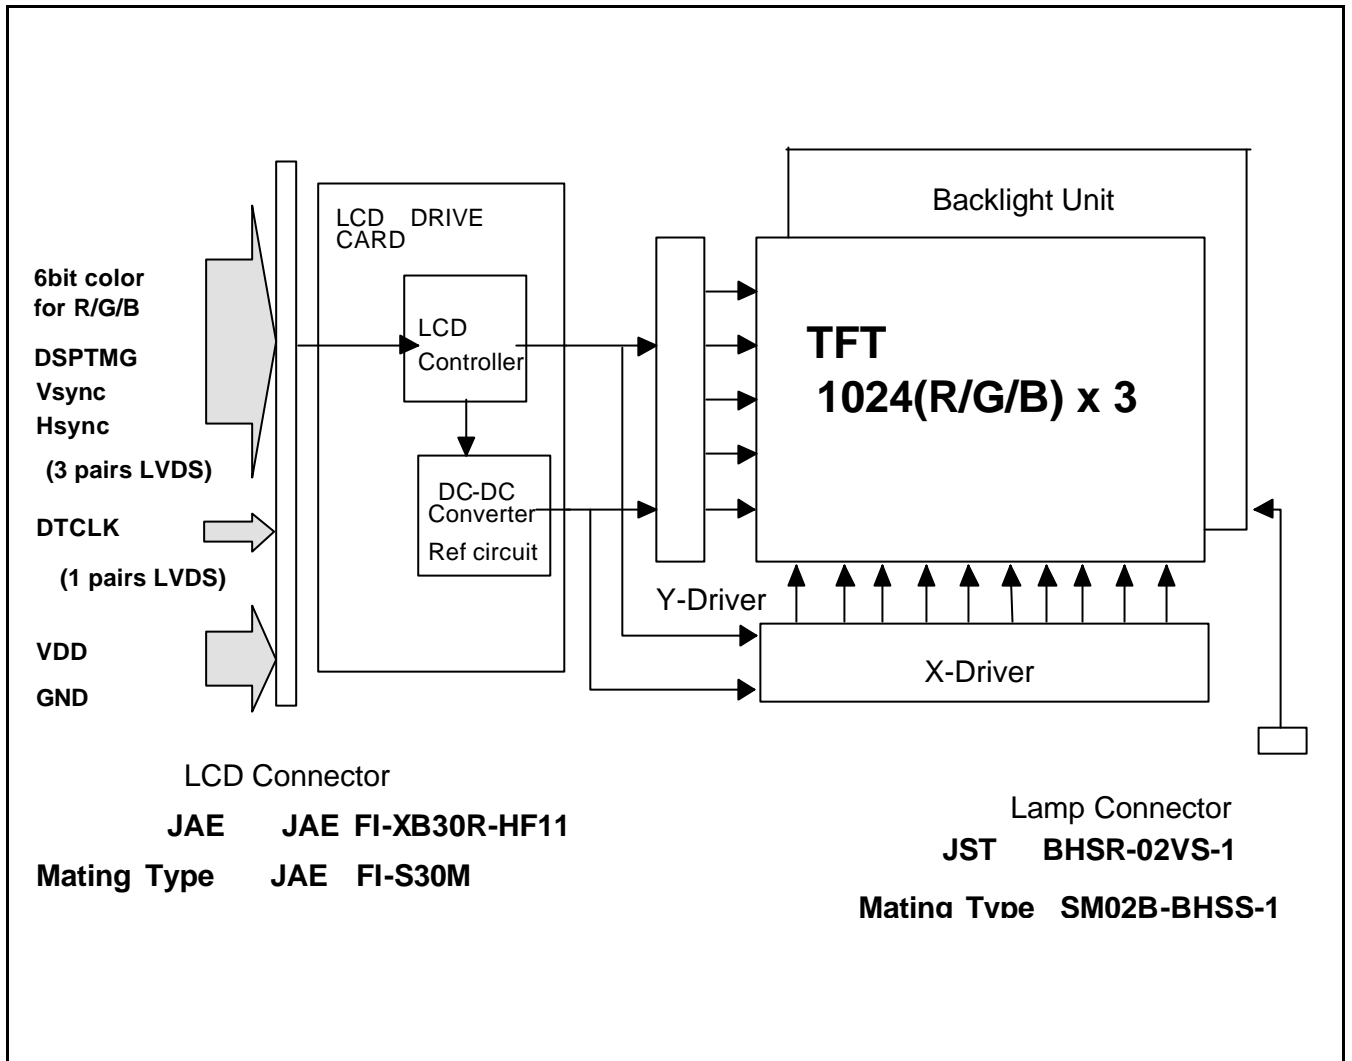 Backlight Unit
LCD DRIVE
CARD
6bit color
for R/G/B
DSPTMG
Vsync
Hsync
(3 pairs LVDS)
DTCLK
(1 pairs LVDS)
VDD
GND
LCD
Controller
DC-DC
Converter
Ref circuit
TFT
1024(R/G/B) x 3
Y-Driver
X-Driver
LCD Connector
JAE JAE FI-XB30R-HF11
Mating Type JAE FI-S30M
Lamp Connector
JST BHSR-02VS-1
Mating Type SM02B-BHSS-1